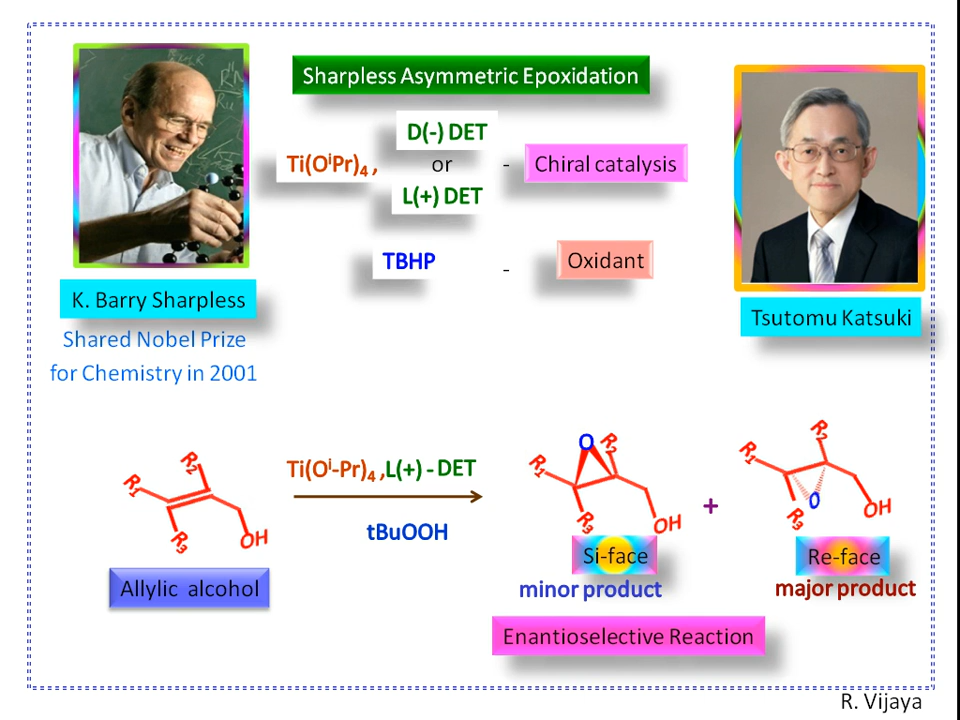 Sharpless Asymmetric Epoxidation
D(-) DET
Ti(OⁱPr)₄ , or - Chiral catalysis
L(+) DET
TBHP - Oxidant
K. Barry Sharpless
Tsutomu Katsuki
Shared Nobel Prize
for Chemistry in 2001
R₁ R₂ R₃ OH
Allylic alcohol
Ti(Oⁱ-Pr)₄ ,L(+) - DET
tBuOOH
O R₂ R₁ R₃ OH
Si-face
minor product
+
R₂ R₁ O R₃ OH
Re-face
major product
Enantioselective Reaction
R. Vijaya